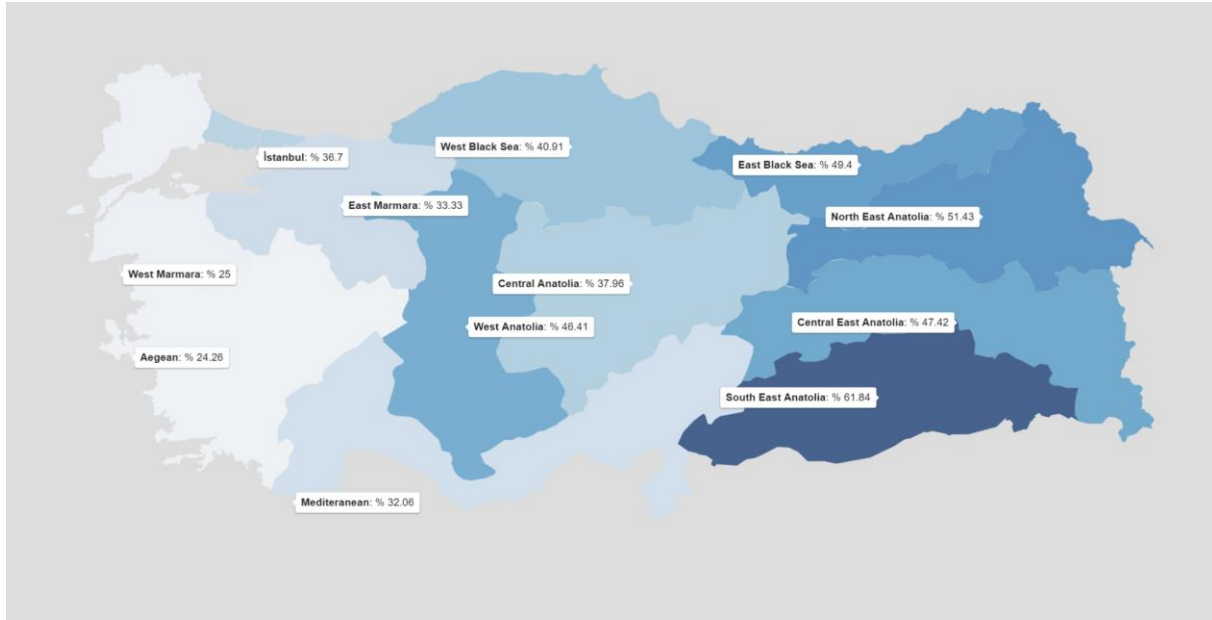 West Black Sea: % 40.91
İstanbul: % 36.7
East Black Sea: % 49.4
East Marmara: % 33.33
North East Anatolia: % 51.43
West Marmara: % 25
Central Anatolia: % 37.96
West Anatolia: % 46.41
Central East Anatolia: % 47.42
Aegean: % 24.26
South East Anatolia: % 61.84
Mediteranean: % 32.06